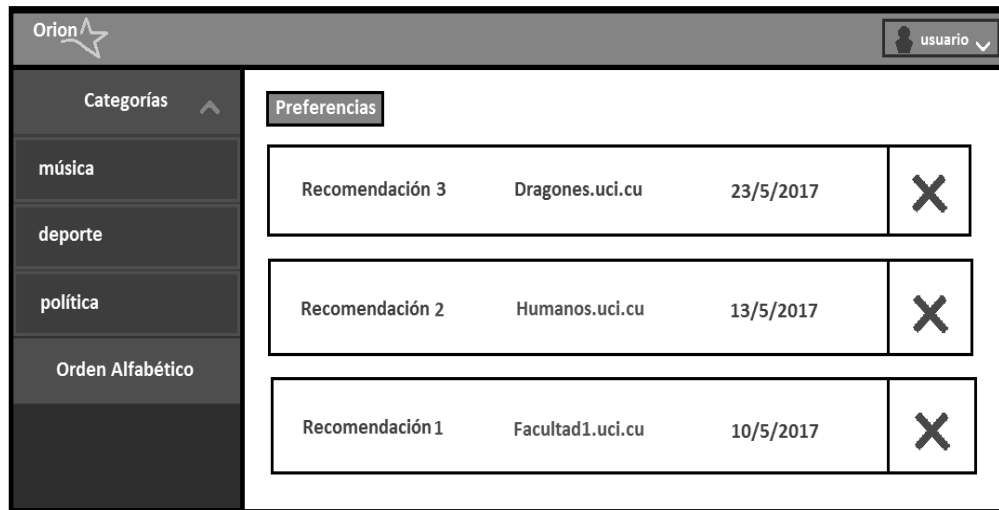 Orion
usuario
Categorías
música
deporte
política
Orden Alfabético
Preferencias
Recomendación 3 Dragones.uci.cu 23/5/2017
Recomendación 2 Humanos.uci.cu 13/5/2017
Recomendación 1 Facultad1.uci.cu 10/5/2017